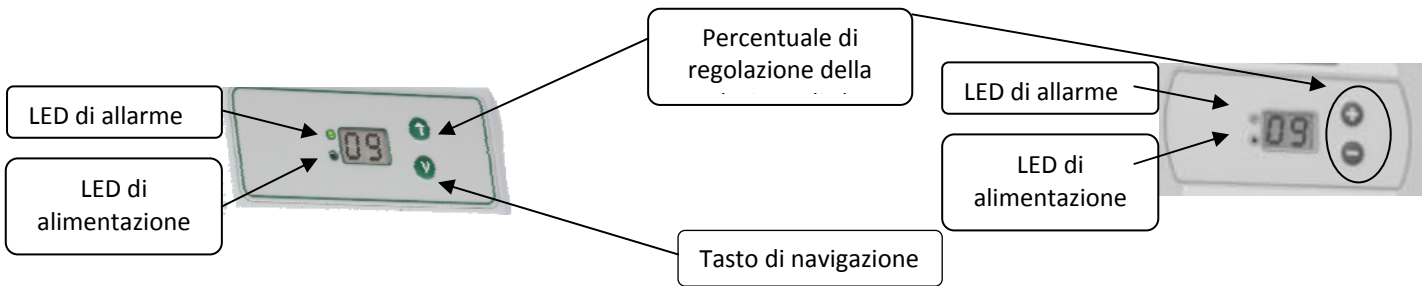 Percentuale di
regolazione della
LED di allarme
LED di
alimentazione
09
Tasto di navigazione
LED di allarme
LED di
alimentazione
09